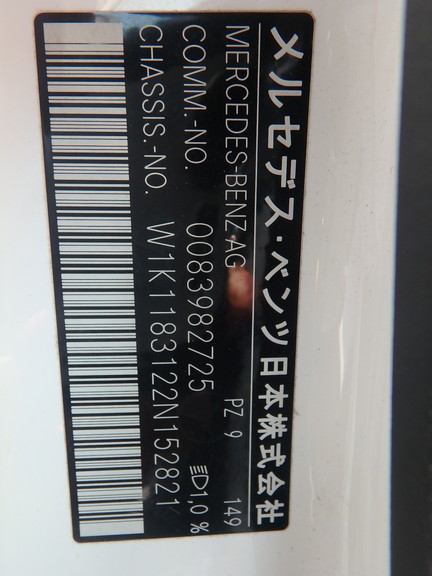 メルセデス・ベンツ日本株式会社
MERCEDES-BENZ AG PZ 9 149
COMM.-NO. 0083982725 1,0 %
CHASSIS.-NO. W1K1183122N152821